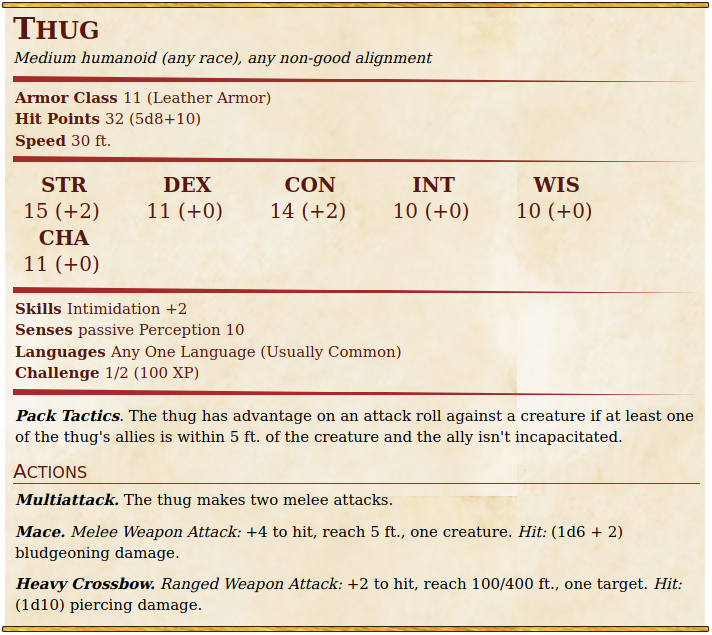 THUG
Medium humanoid (any race), any non-good alignment
Armor Class 11 (Leather Armor)
Hit Points 32 (5d8+10)
Speed 30 ft.
STR DEX CON INT WIS
15 (+2) 11 (+0) 14 (+2) 10 (+0) 10 (+0)
CHA
11 (+0)
Skills Intimidation +2
Senses passive Perception 10
Languages Any One Language (Usually Common)
Challenge 1/2 (100 XP)
Pack Tactics. The thug has advantage on an attack roll against a creature if at least one
of the thug's allies is within 5 ft. of the creature and the ally isn't incapacitated.
ACTIONS
Multiattack. The thug makes two melee attacks.
Mace. Melee Weapon Attack: +4 to hit, reach 5 ft., one creature. Hit: (1d6 + 2)
bludgeoning damage.
Heavy Crossbow. Ranged Weapon Attack: +2 to hit, reach 100/400 ft., one target. Hit:
(1d10) piercing damage.